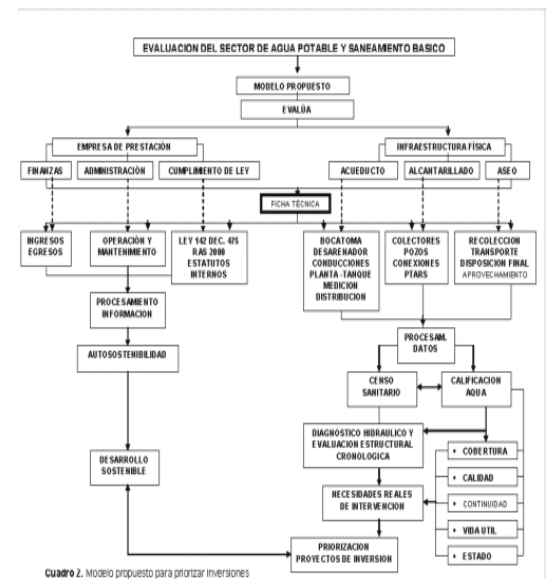 EVALUACION DEL SECTOR DE AGUA POTABLE Y SANEAMIENTO BASICO
MODELO PROPUESTO
EVALÚA
EMPRESA DE PRESTACIÓN
INFRAESTRUCTURA FÍSICA
FINANZAS
ADMINISTRACIÓN
CUMPLIMIENTO DE LEY
ACUEDUCTO
ALCANTARILLADO
ASEO
FICHA TÉCNICA
INGRESOS
EGRESOS
OPERACIÓN Y
MANTENIMIENTO
LEY 142 DEC. 475
RAS 2000
ESTATUTOS
INTERNOS
BOCATOMA
DESARENADOR
CONDUCCIONES
PLANTA -TANQUE
MEDICION
DISTRIBUCIÓN
COLECTORES
POZOS
CONEXIONES
PTARS
RECOLECCION
TRANSPORTE
DISPOSICION FINAL
APROVECHAMIENTO
PROCESAMIENTO
INFORMACION
PROCESAM.
DATOS
AUTOSOSTENIBILIDAD
CENSO
SANITARIO
CALIFICACION
AQUA
DIAGNOSTICO HIDRAULICO Y
EVALUACION ESTRUCTURAL
CRONOLOGICA
• COBERTURA
DESARROLLO
SOSTENIBLE
• CALIDAD
NECESIDADES REALES
DE INTERVENCION
• CONTINUIDAD
• VIDA UTIL
PRIORIZACION
PROYECTOS DE INVERSION
• ESTADO
Cuadro 2. Modelo propuesto para priorizar inversiones